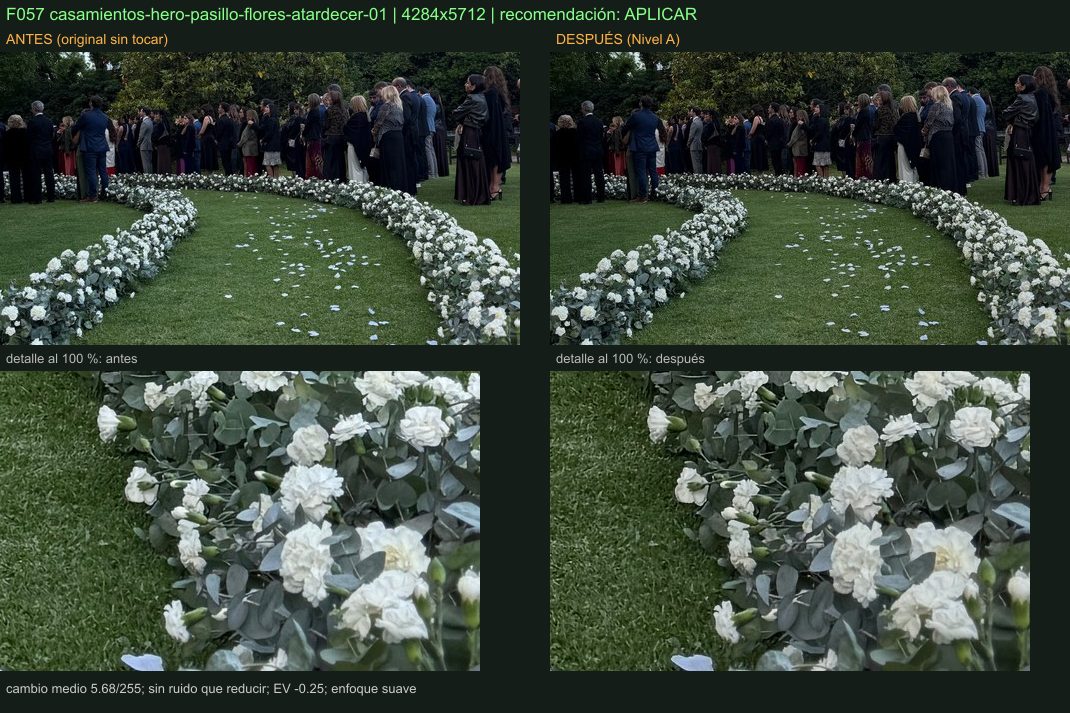 F057 casamientos-hero-pasillo-flores-atardecer-01 | 4284x5712 | recomendación: APLICAR
ANTES (original sin tocar)
DESPUÉS (Nivel A)
detalle al 100 %: antes
detalle al 100 %: después
cambio medio 5.68/255; sin ruido que reducir; EV -0.25; enfoque suave